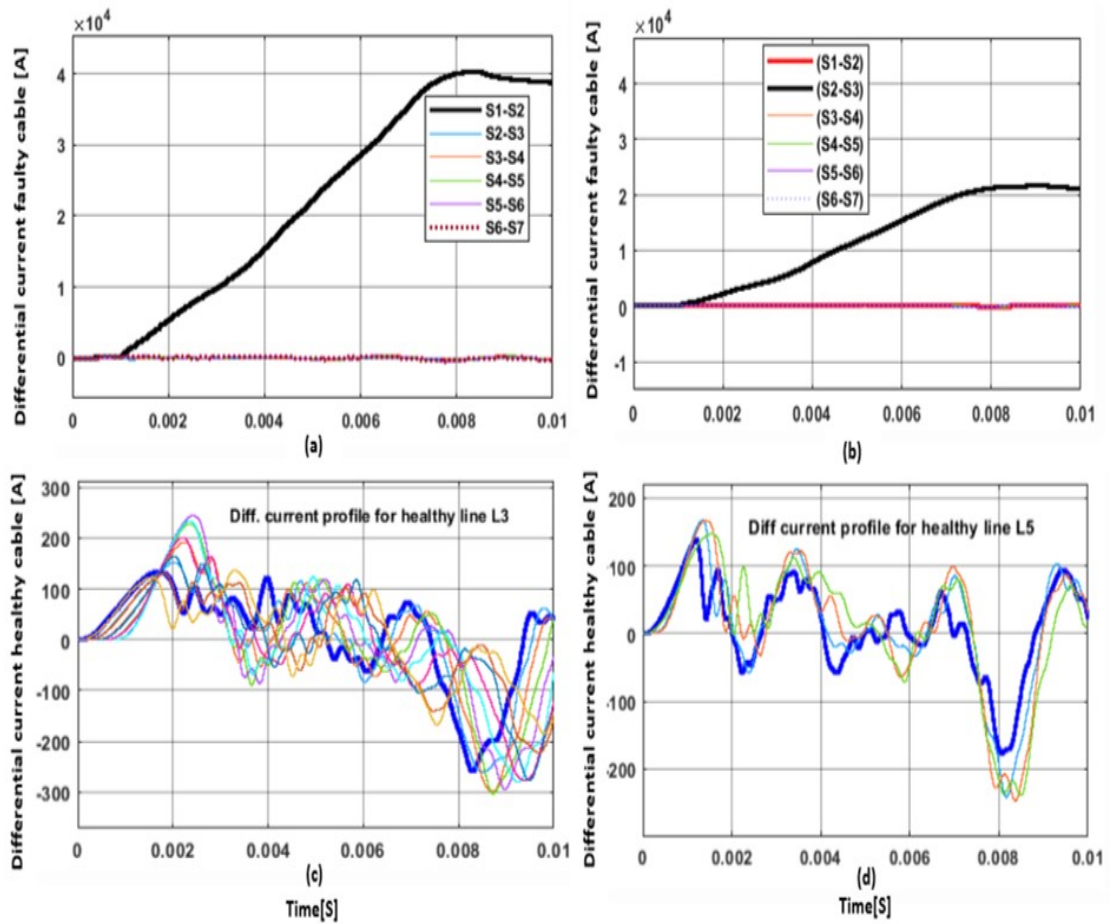 ×10⁴
Differential current faulty cable [A]
4
3
2
1
0
S1-S2
S2-S3
S3-S4
S4-S5
S5-S6
S6-S7
0 0.002 0.004 0.006 0.008 0.01
(a)
×10⁴
Differential current faulty cable [A]
4
3
2
1
0
-1
(S1-S2)
(S2-S3)
(S3-S4)
(S4-S5)
(S5-S6)
(S6-S7)
0 0.002 0.004 0.006 0.008 0.01
(b)
Differential current healthy cable [A]
300
200
100
0
-100
-200
-300
Diff. current profile for healthy line L3
0 0.002 0.004 0.006 0.008 0.01
(c)
Time[S]
Differential current healthy cable [A]
200
100
0
-100
-200
Diff current profile for healthy line L5
0 0.002 0.004 0.006 0.008 0.01
(d)
Time[S]